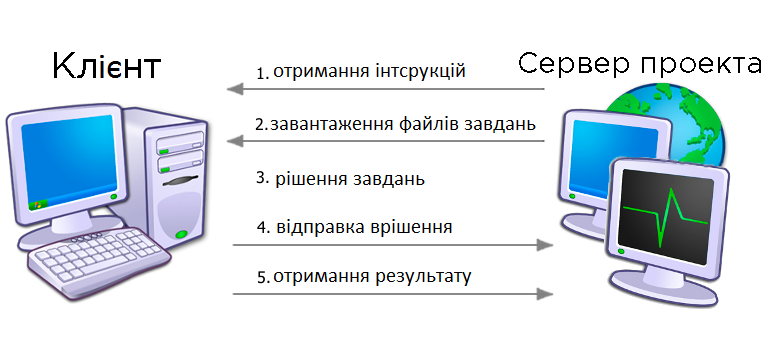 Клієнт
Сервер проекта
1. отримання інтсрукцій
2. завантаження файлів завдань
3. рішення завдань
4. відправка врішення
5. отримання результату